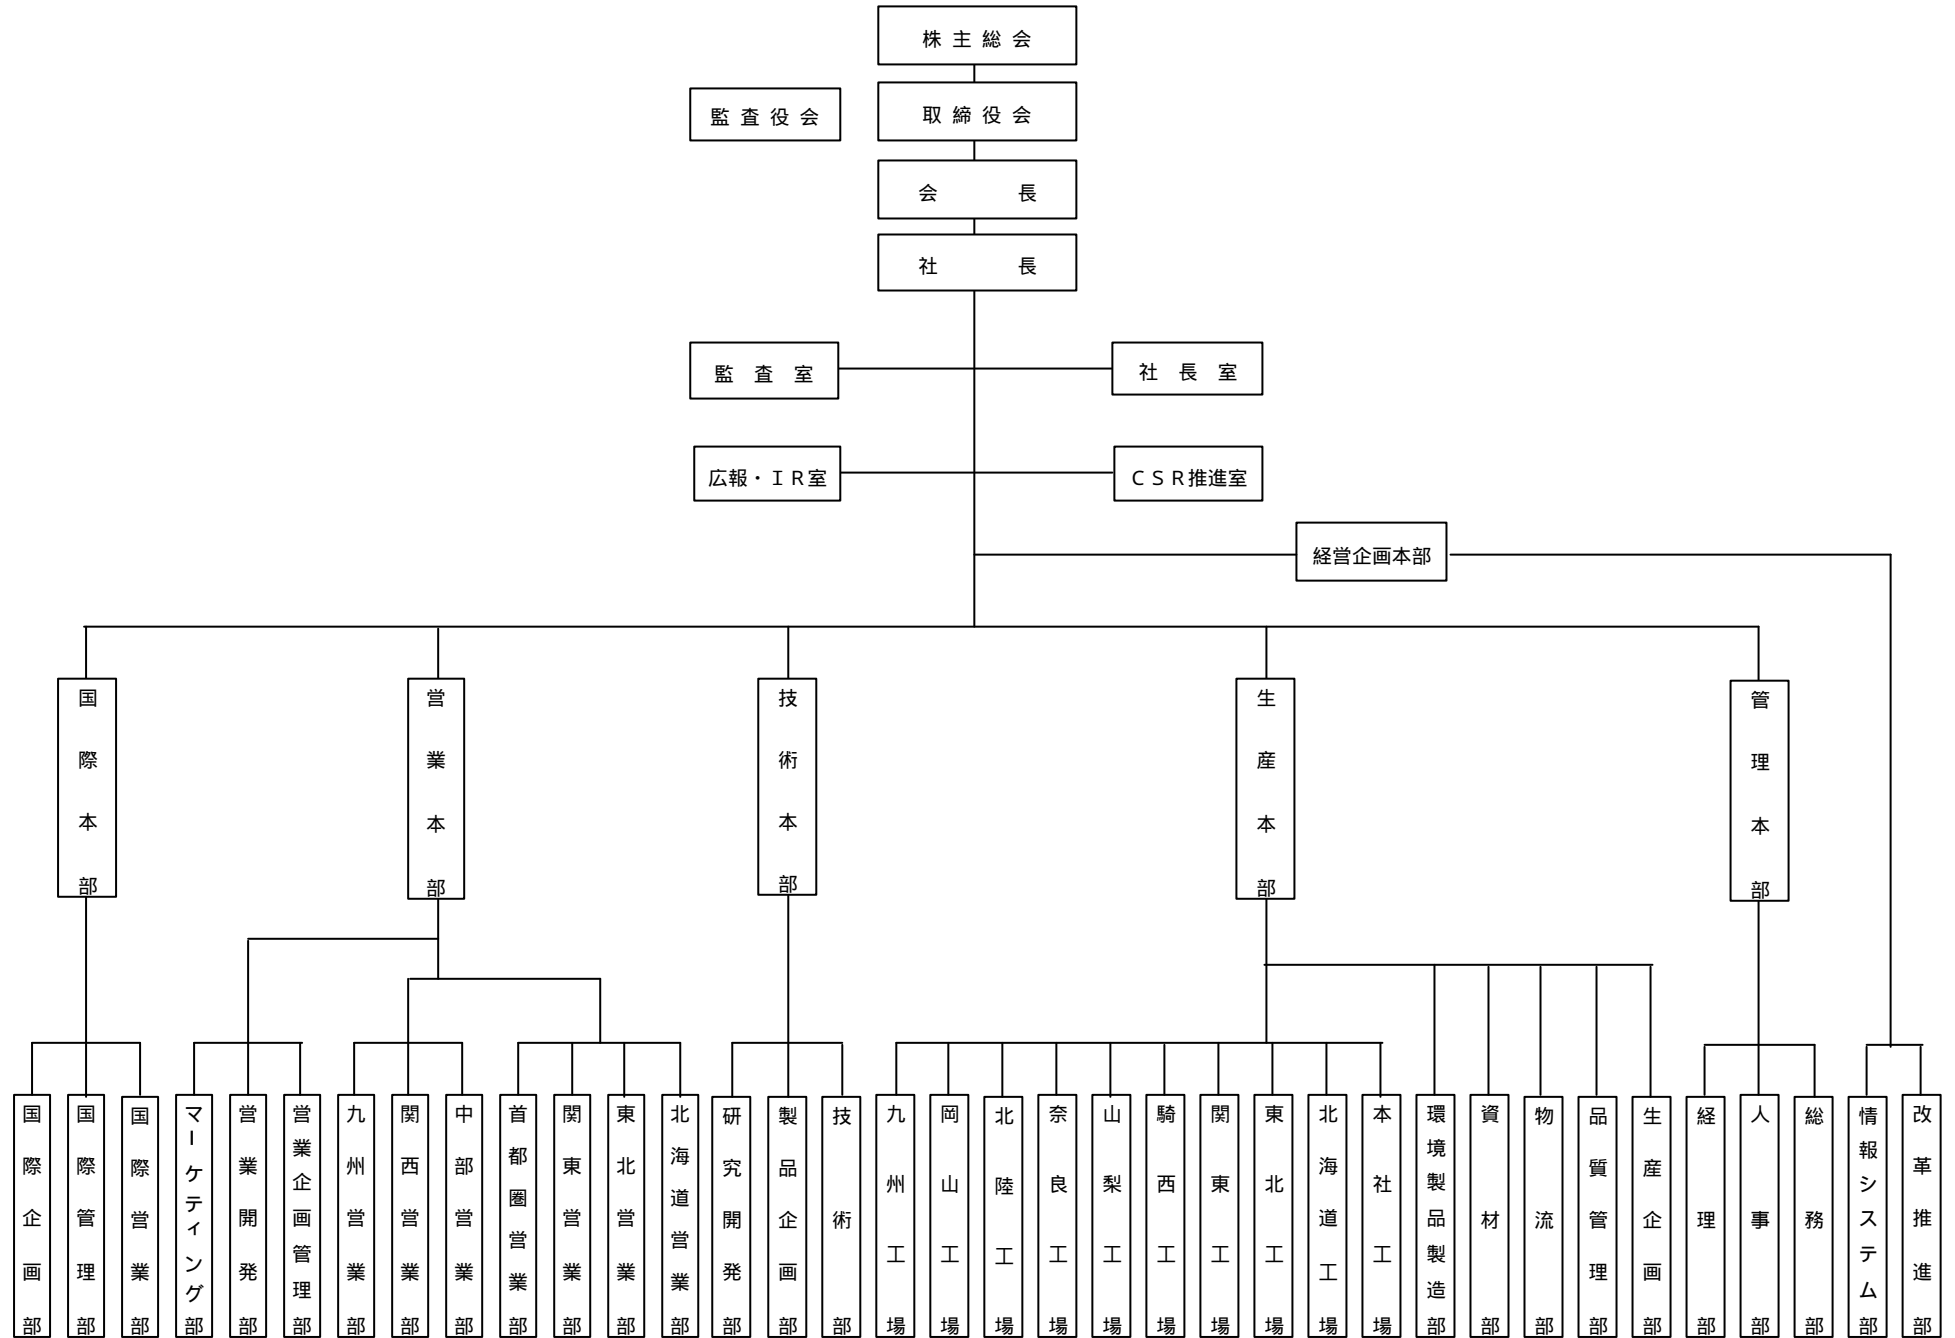 株主総会
監査役会
取締役会
会長
社長
監査室
社長室
広報・ＩＲ室
ＣＳＲ推進室
経営企画本部
国際本部
営業本部
技術本部
生産本部
管理本部
国際企画部
国際管理部
国際営業部
マーケティング部
営業開発部
営業企画管理部
九州営業部
関西営業部
中部営業部
首都圏営業部
関東営業部
東北営業部
北海道営業部
研究開発部
製品企画部
技術部
九州工場
岡山工場
北陸工場
奈良工場
山梨工場
騎西工場
関東工場
東北工場
北海道工場
本社工場
環境製品製造部
資材部
物流部
品質管理部
生産企画部
経理部
人事部
総務部
情報システム部
改革推進部